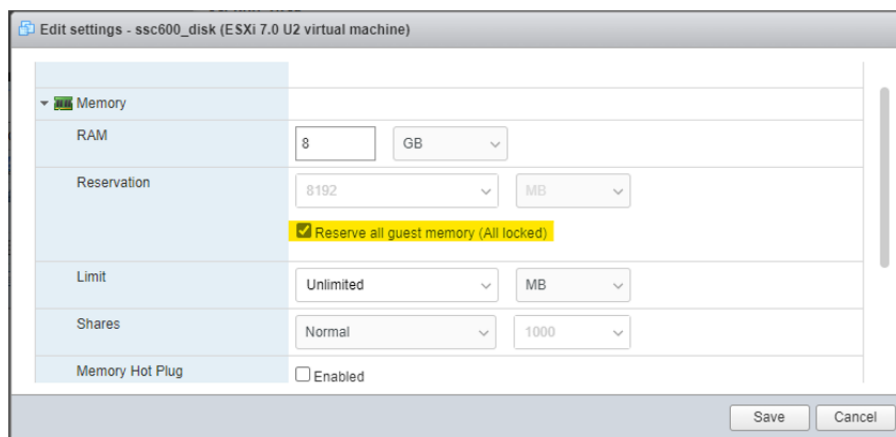 Edit settings - ssc600_disk (ESXi 7.0 U2 virtual machine)
Memory
RAM 8 GB
Reservation 8192 MB
Reserve all guest memory (All locked)
Limit Unlimited MB
Shares Normal 1000
Memory Hot Plug Enabled
Save Cancel